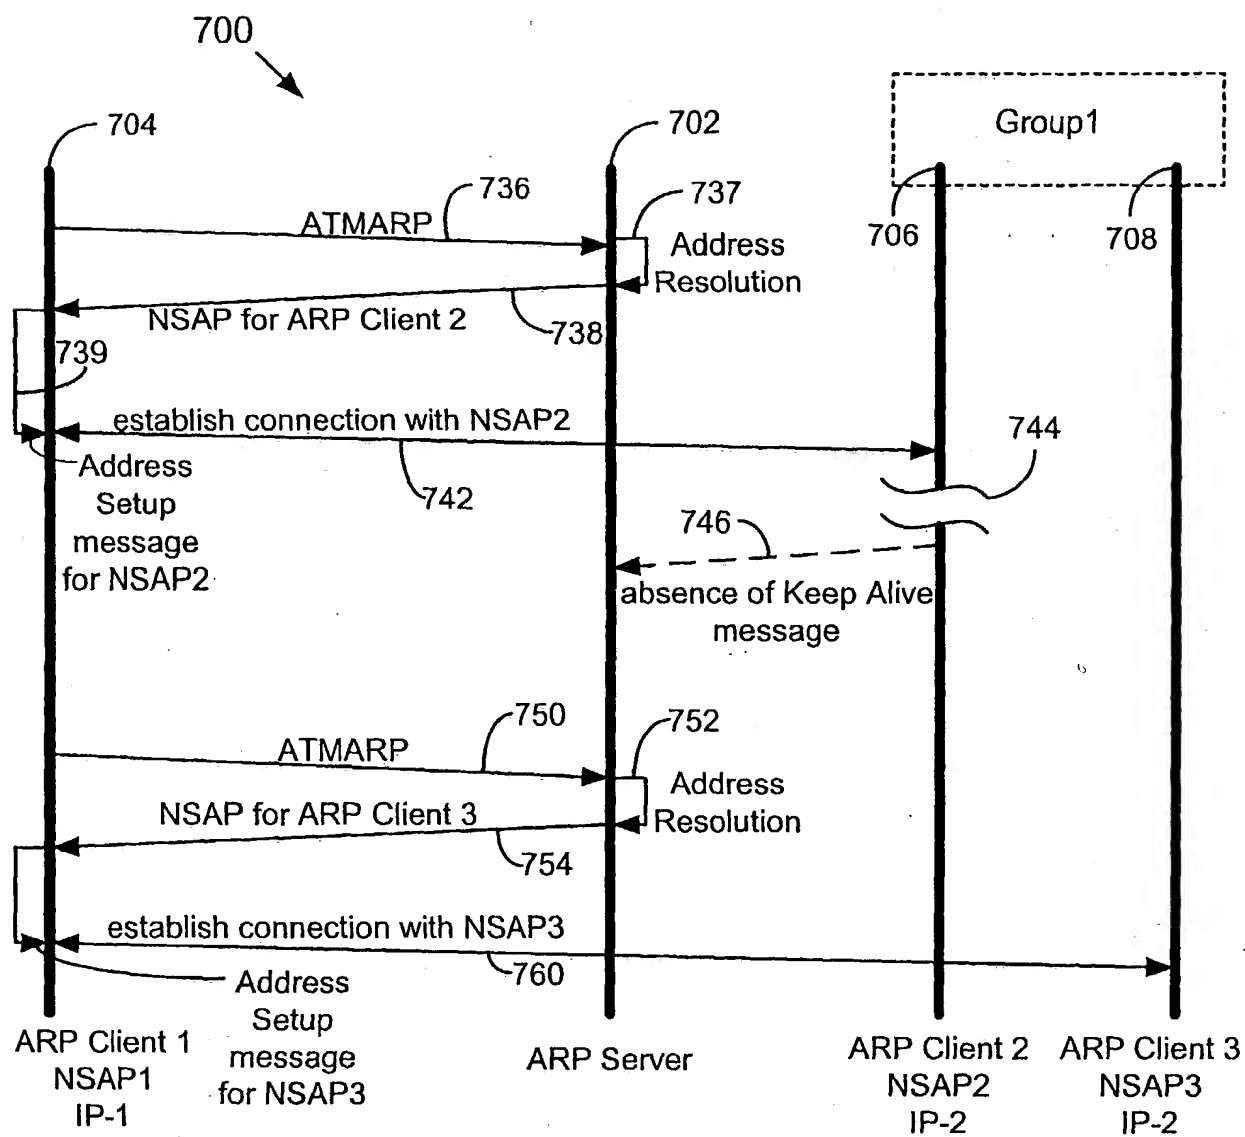 700
704
702
Group1
736
737
ATMARP
706
708
Address
Resolution
NSAP for ARP Client 2
738
739
establish connection with NSAP2
744
Address
Setup
message
for NSAP2
742
746
absence of Keep Alive
message
750
752
ATMARP
Address
Resolution
NSAP for ARP Client 3
754
establish connection with NSAP3
760
Address
Setup
message
for NSAP3
ARP Client 1
NSAP1
IP-1
ARP Server
ARP Client 2
NSAP2
IP-2
ARP Client 3
NSAP3
IP-2